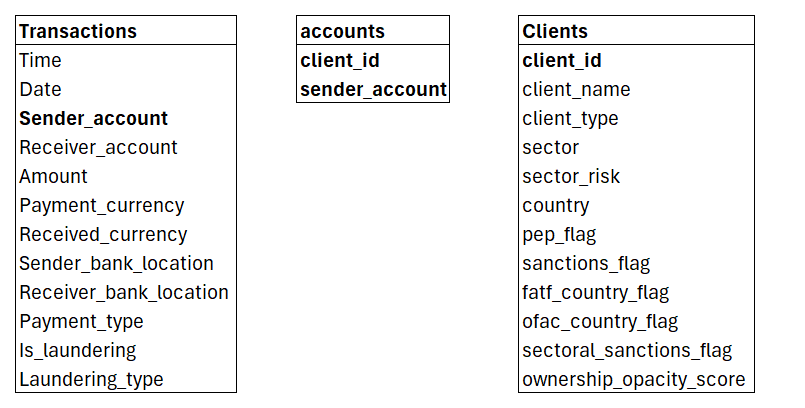 Transactions
Time
Date
Sender_account
Receiver_account
Amount
Payment_currency
Received_currency
Sender_bank_location
Receiver_bank_location
Payment_type
Is_laundering
Laundering_type
accounts
client_id
sender_account
Clients
client_id
client_name
client_type
sector
sector_risk
country
pep_flag
sanctions_flag
fatf_country_flag
ofac_country_flag
sectoral_sanctions_flag
ownership_opacity_score